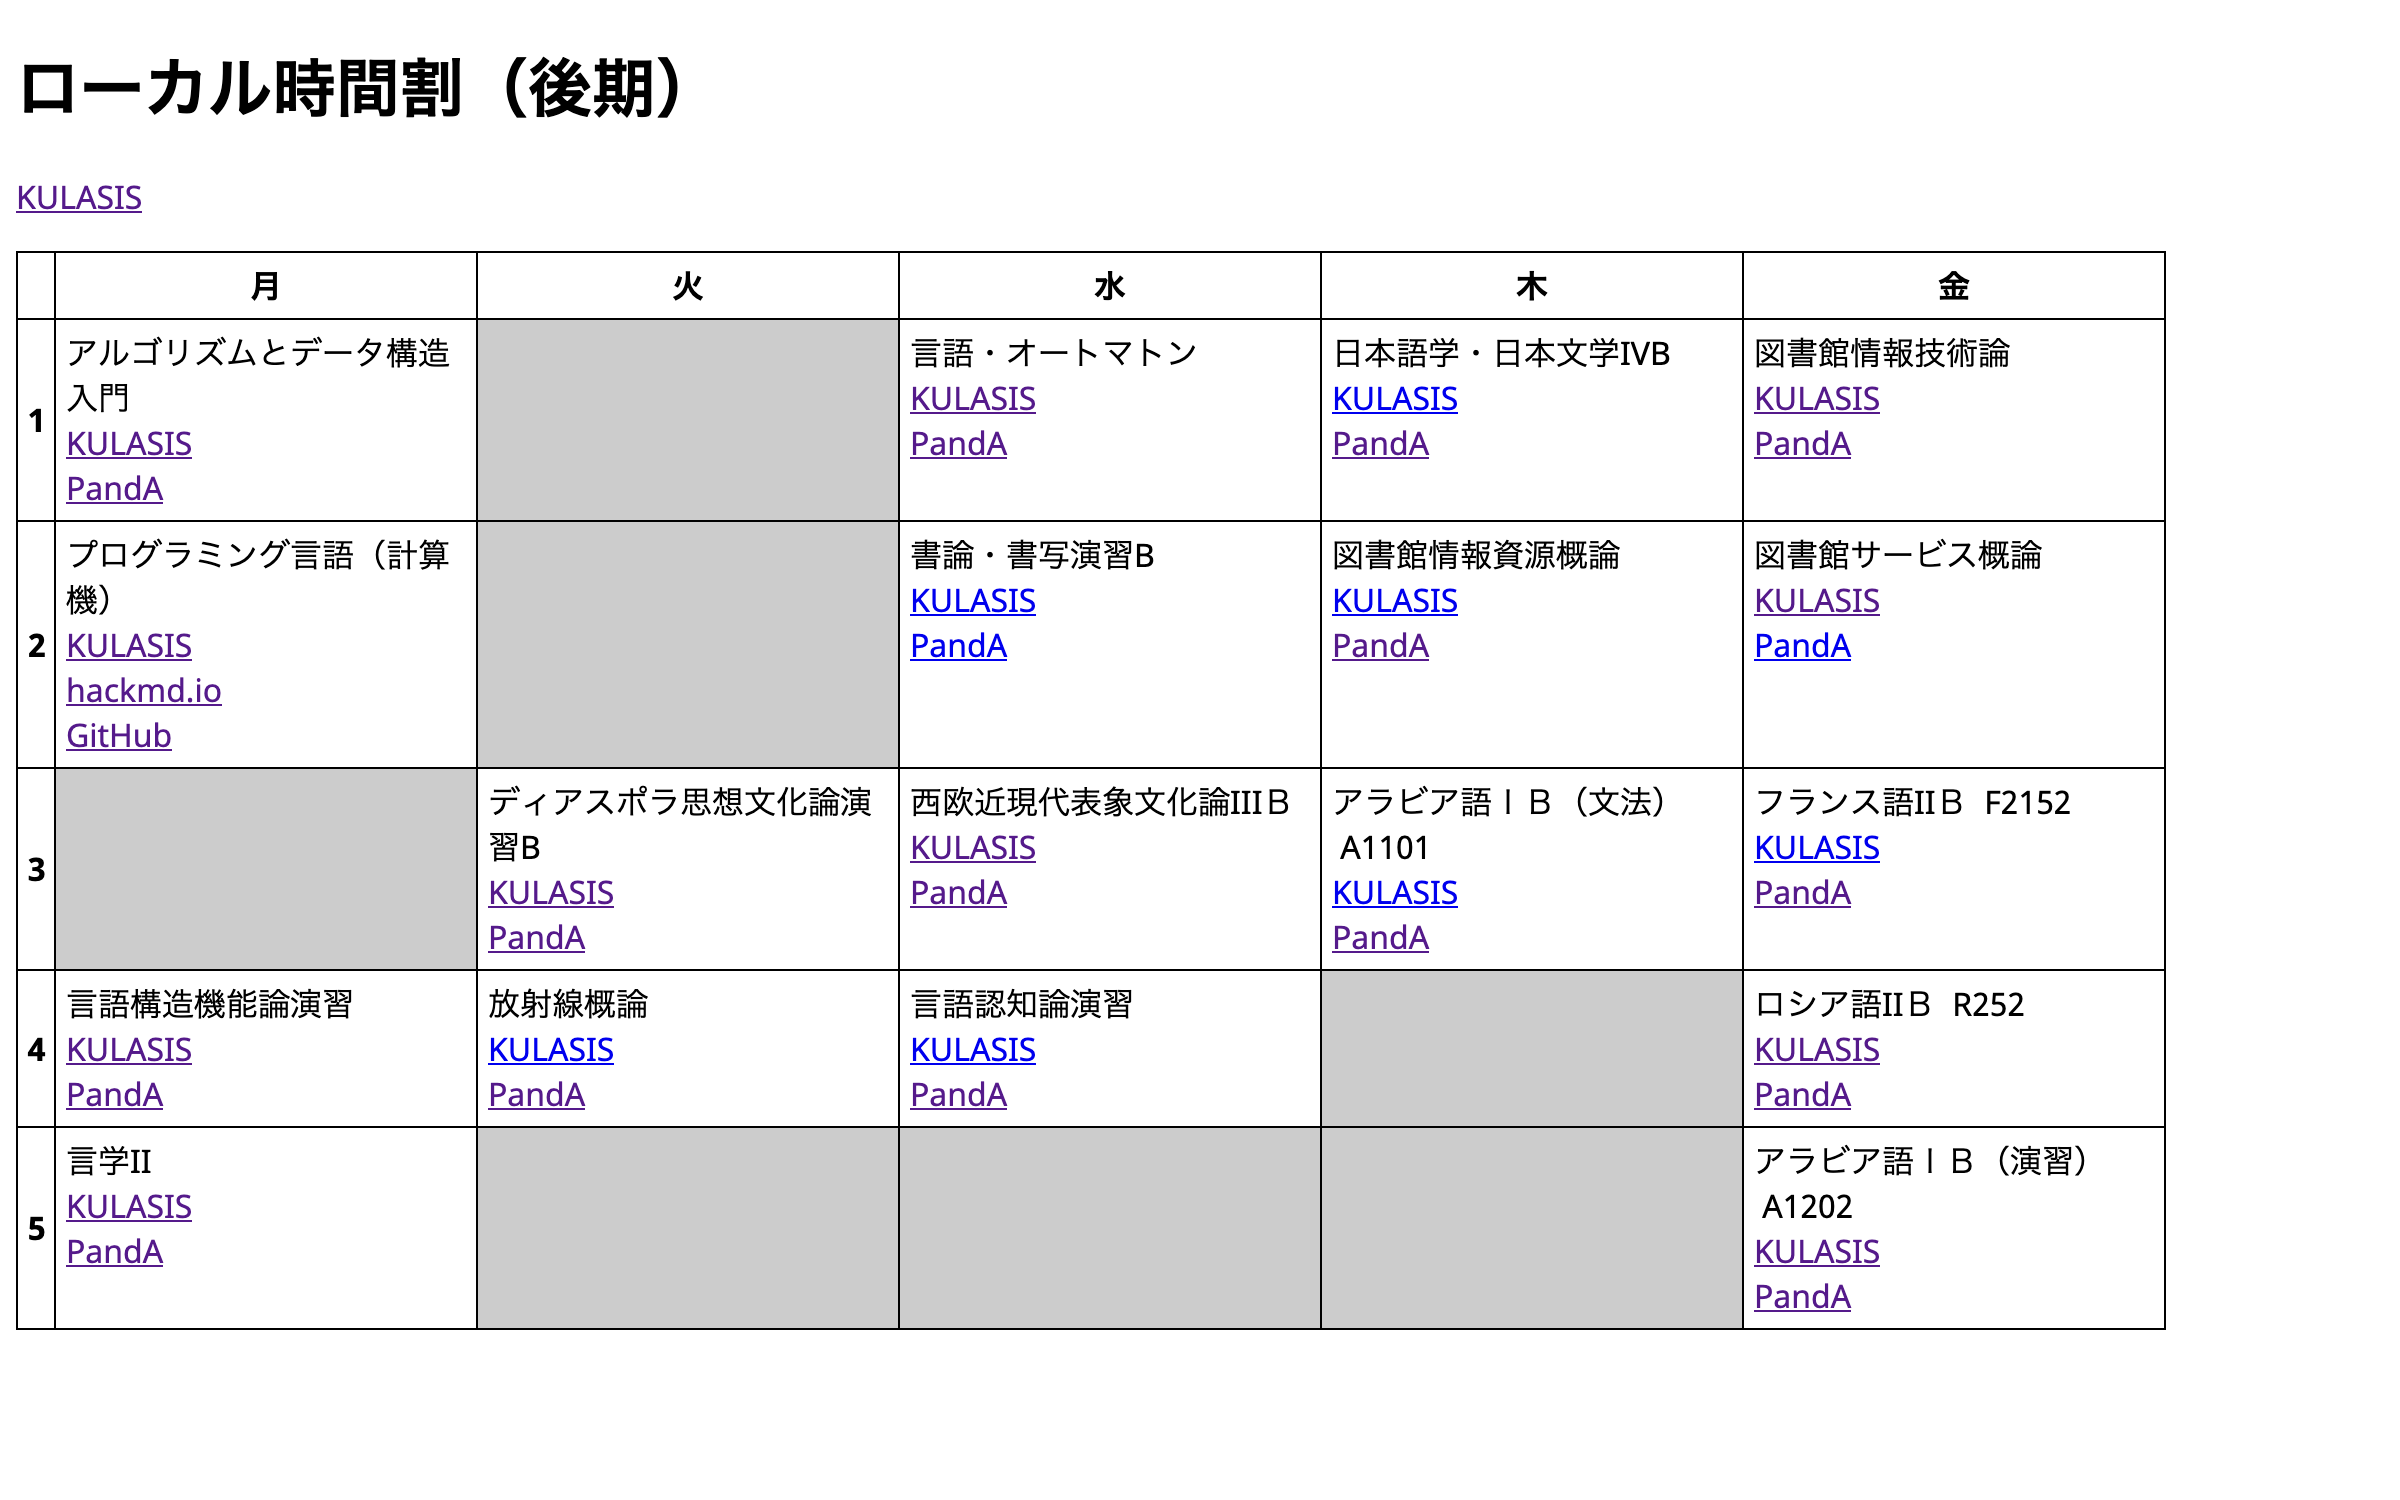 ローカル時間割（後期）
KULASIS
月 火 水 木 金
1
アルゴリズムとデータ構造
入門
KULASIS
PandA
言語・オートマトン
KULASIS
PandA
日本語学・日本文学IVB
KULASIS
PandA
図書館情報技術論
KULASIS
PandA
2
プログラミング言語（計算
機）
KULASIS
hackmd.io
GitHub
書論・書写演習B
KULASIS
PandA
図書館情報資源概論
KULASIS
PandA
図書館サービス概論
KULASIS
PandA
3
ディアスポラ思想文化論演
習B
KULASIS
PandA
西欧近現代表象文化論IIIＢ
KULASIS
PandA
アラビア語ＩＢ（文法）
A1101
KULASIS
PandA
フランス語IIＢ F2152
KULASIS
PandA
4
言語構造機能論演習
KULASIS
PandA
放射線概論
KULASIS
PandA
言語認知論演習
KULASIS
PandA
ロシア語IIＢ R252
KULASIS
PandA
5
言学II
KULASIS
PandA
アラビア語ＩＢ（演習）
A1202
KULASIS
PandA